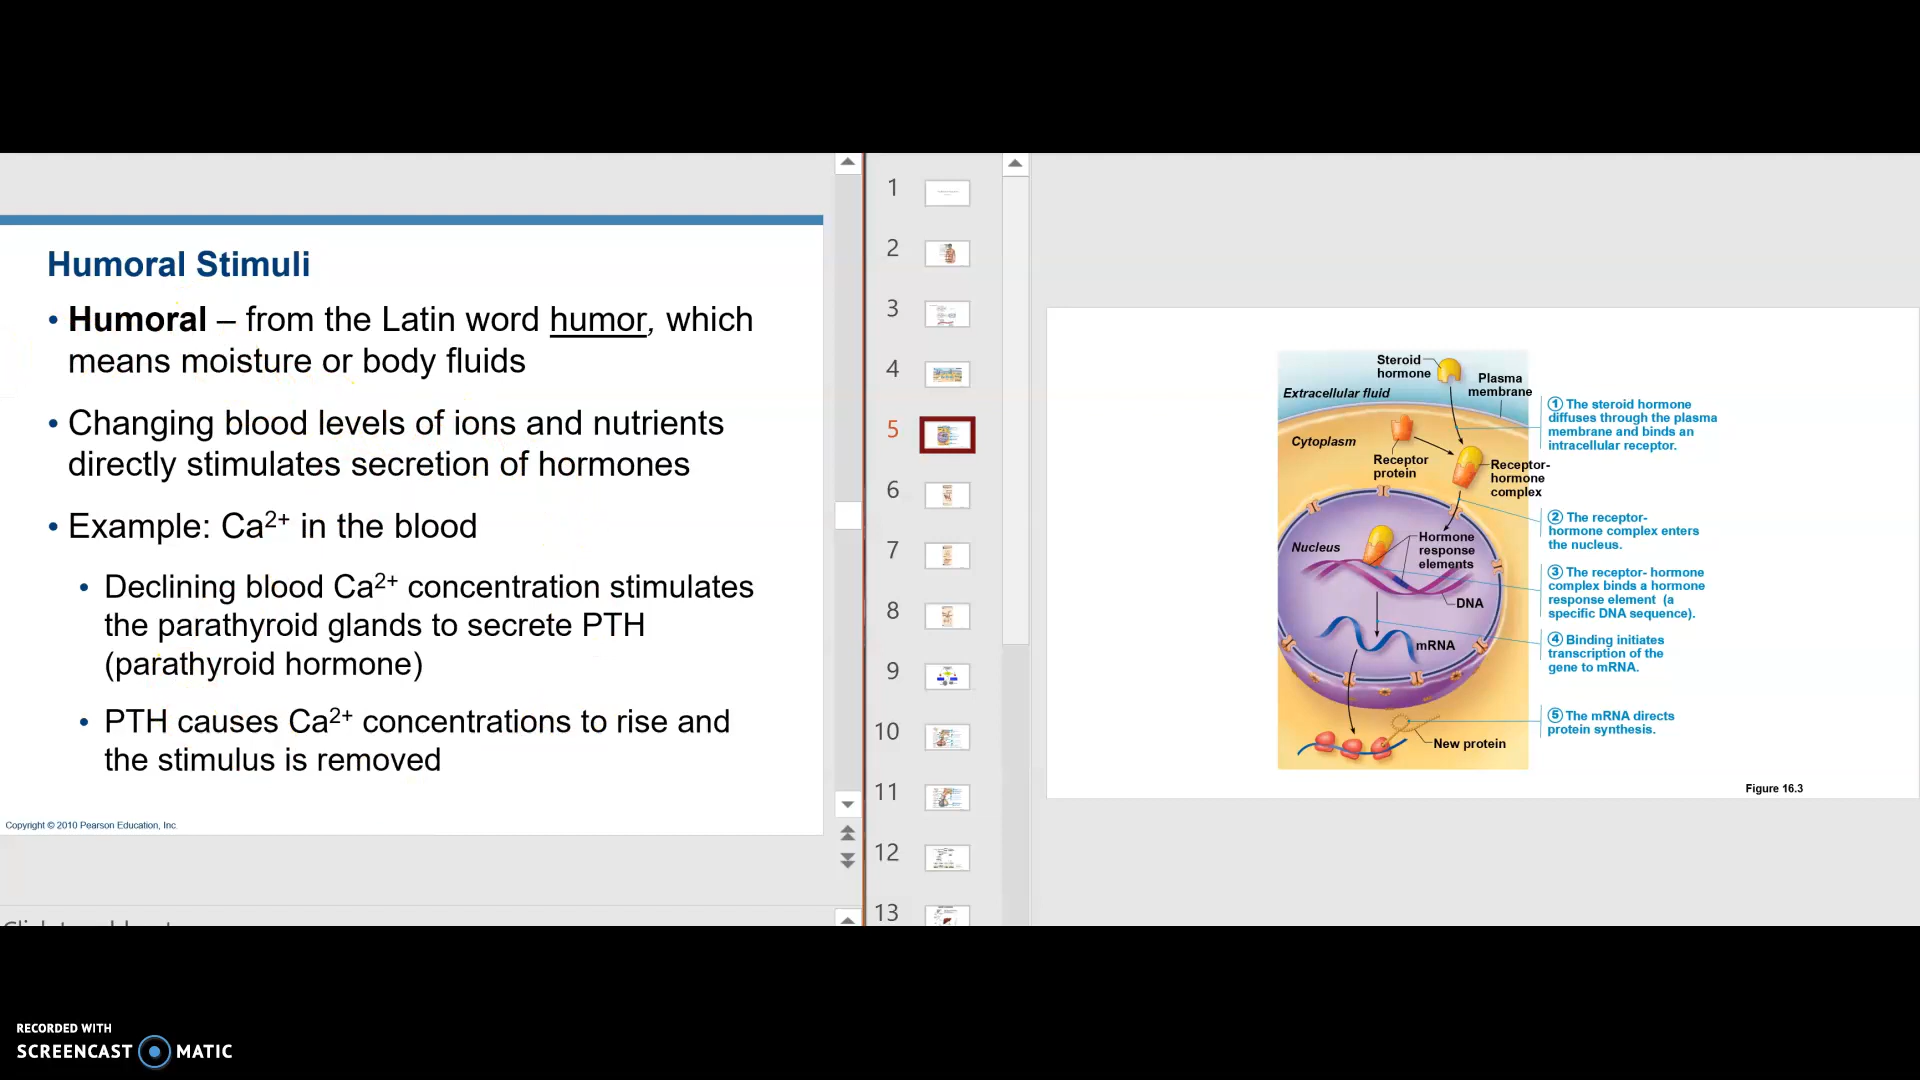 Humoral Stimuli
• Humoral – from the Latin word humor, which
means moisture or body fluids
• Changing blood levels of ions and nutrients
directly stimulates secretion of hormones
• Example: Ca2+ in the blood
• Declining blood Ca2+ concentration stimulates
the parathyroid glands to secrete PTH
(parathyroid hormone)
• PTH causes Ca2+ concentrations to rise and
the stimulus is removed
Copyright © 2010 Pearson Education, Inc.
1
2
3
4
5
6
7
8
9
10
11
12
13
Steroid
hormone
Plasma
membrane
Extracellular fluid
Cytoplasm
Receptor
protein
Receptor-
hormone
complex
Nucleus
Hormone
response
elements
DNA
mRNA
New protein
① The steroid hormone
diffuses through the plasma
membrane and binds an
intracellular receptor.
② The receptor-
hormone complex enters
the nucleus.
③ The receptor- hormone
complex binds a hormone
response element (a
specific DNA sequence).
④ Binding initiates
transcription of the
gene to mRNA.
⑤ The mRNA directs
protein synthesis.
Figure 16.3
RECORDED WITH
SCREENCAST MATIC